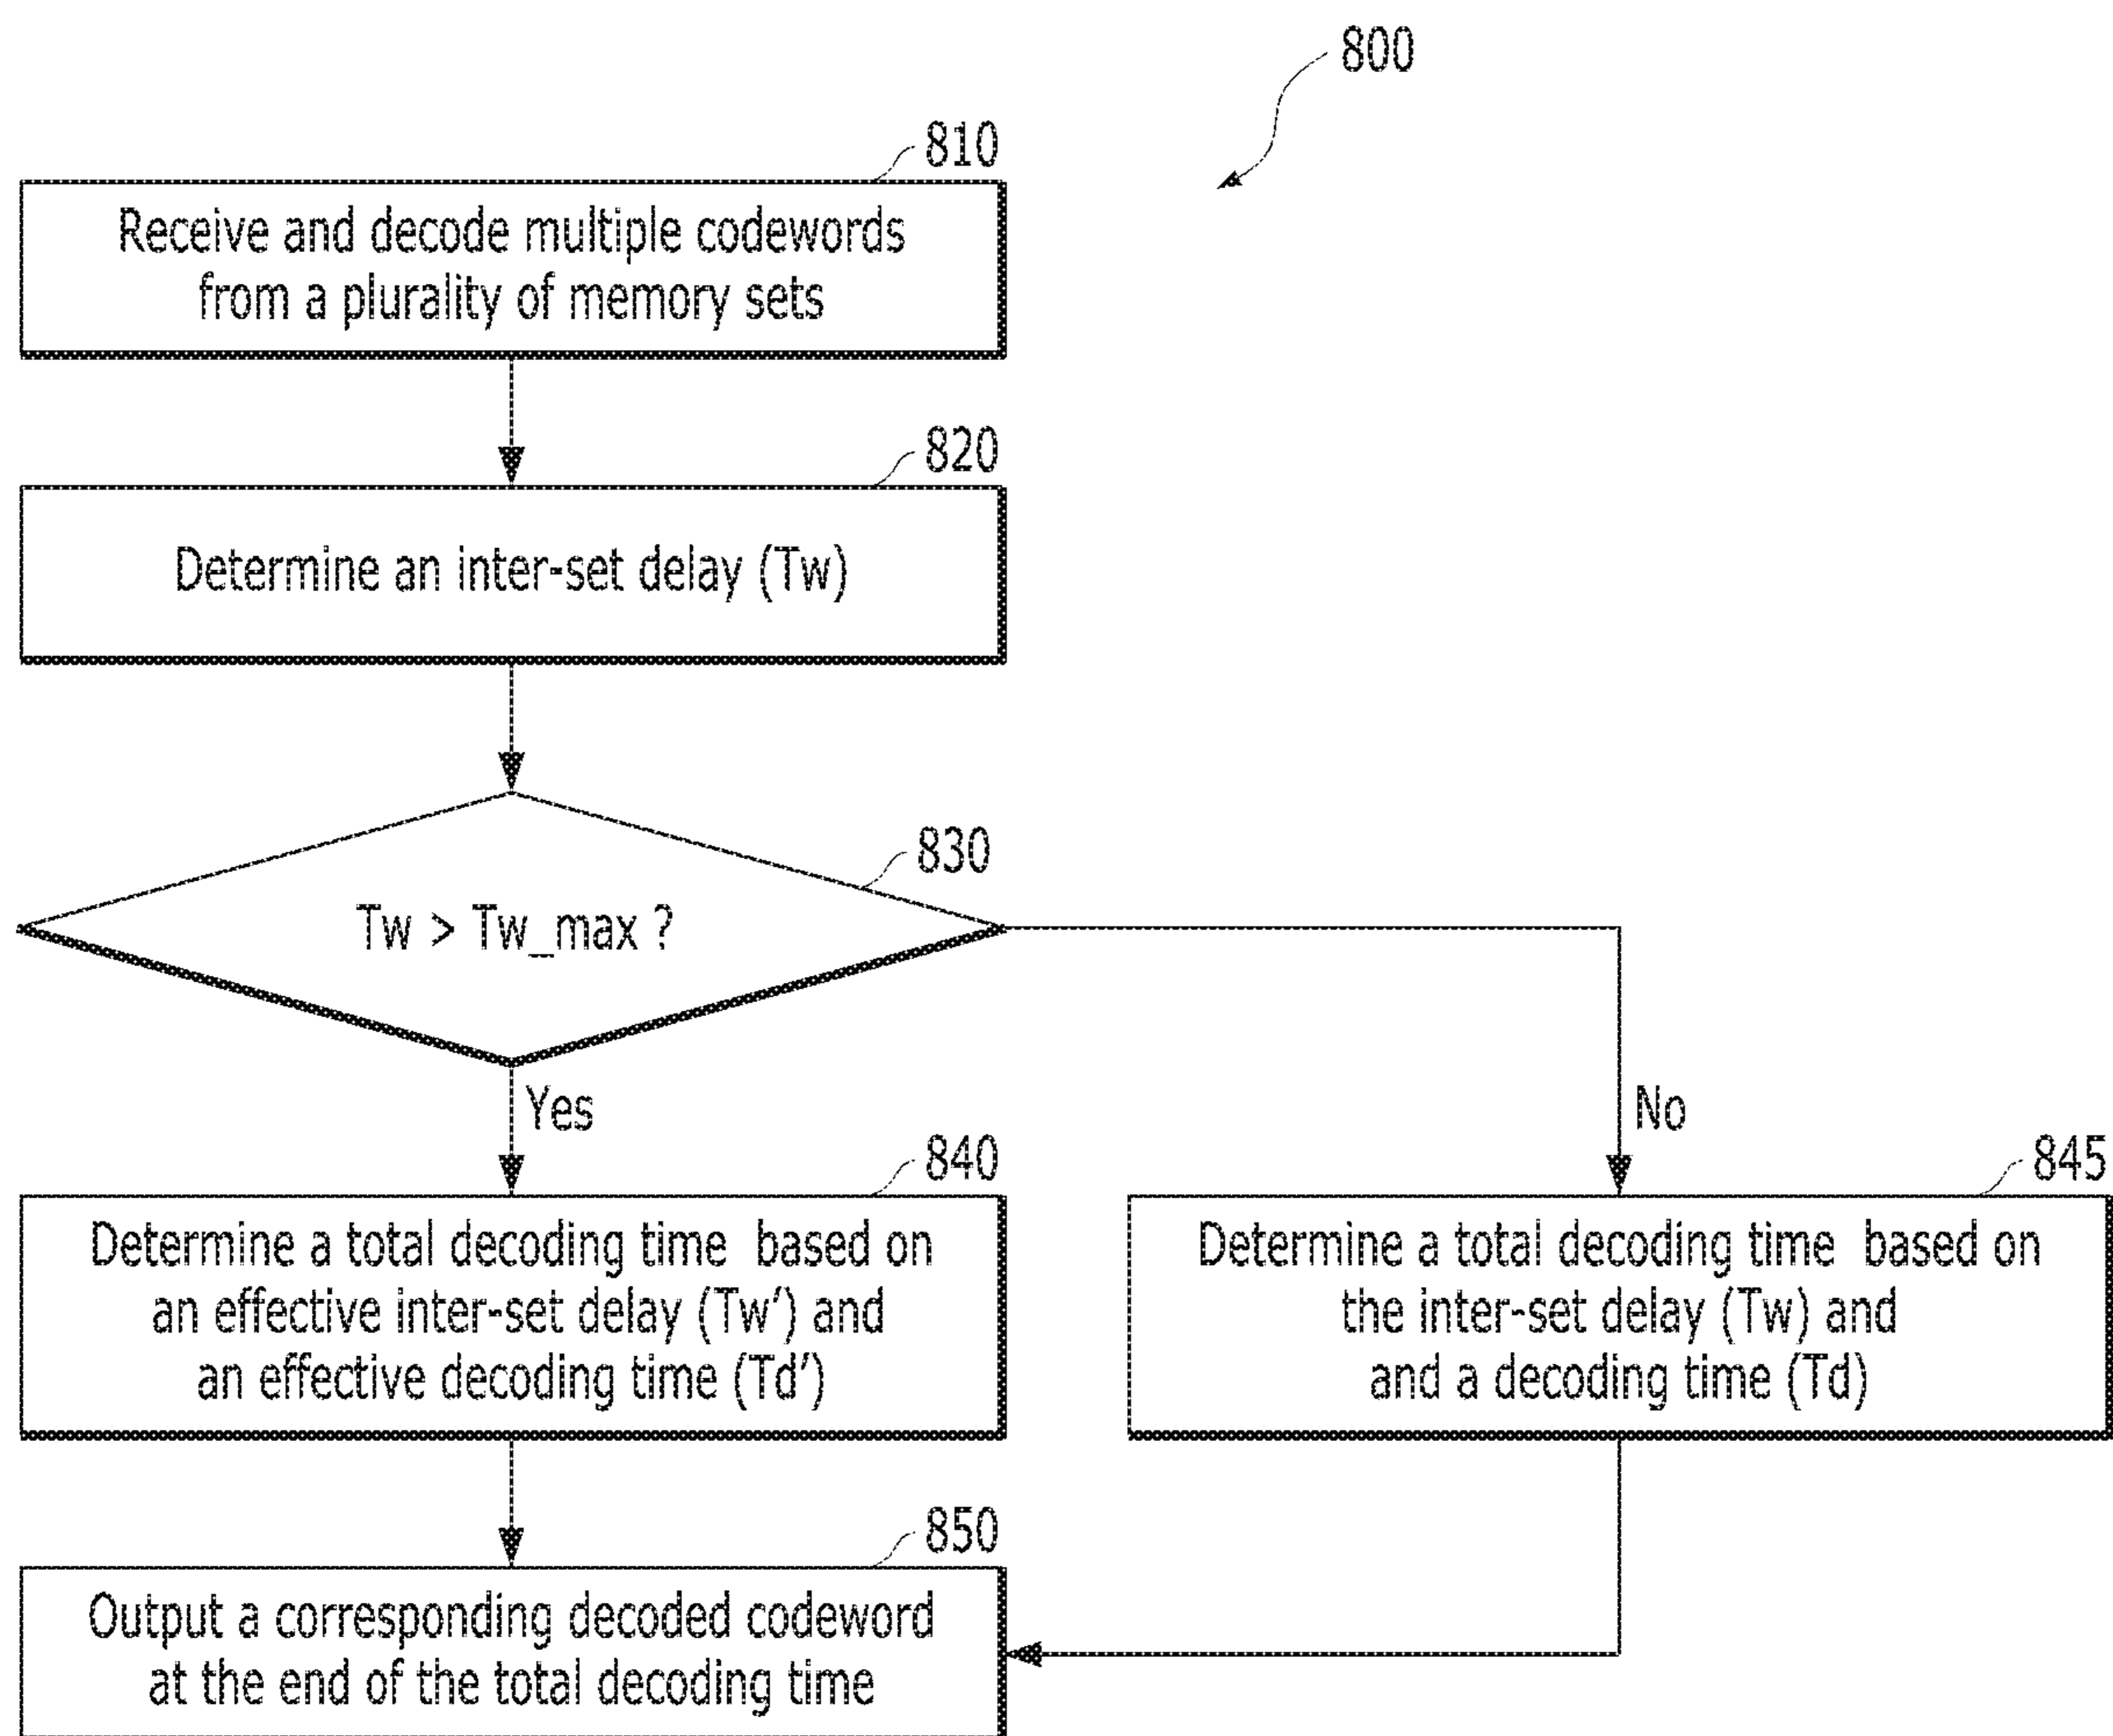 800
810
Receive and decode multiple codewords
from a plurality of memory sets
820
Determine an inter-set delay (Tw)
830
Tw > Tw_max ?
Yes
No
840
Determine a total decoding time based on
an effective inter-set delay (Tw') and
an effective decoding time (Td')
845
Determine a total decoding time based on
the inter-set delay (Tw) and
and a decoding time (Td)
850
Output a corresponding decoded codeword
at the end of the total decoding time